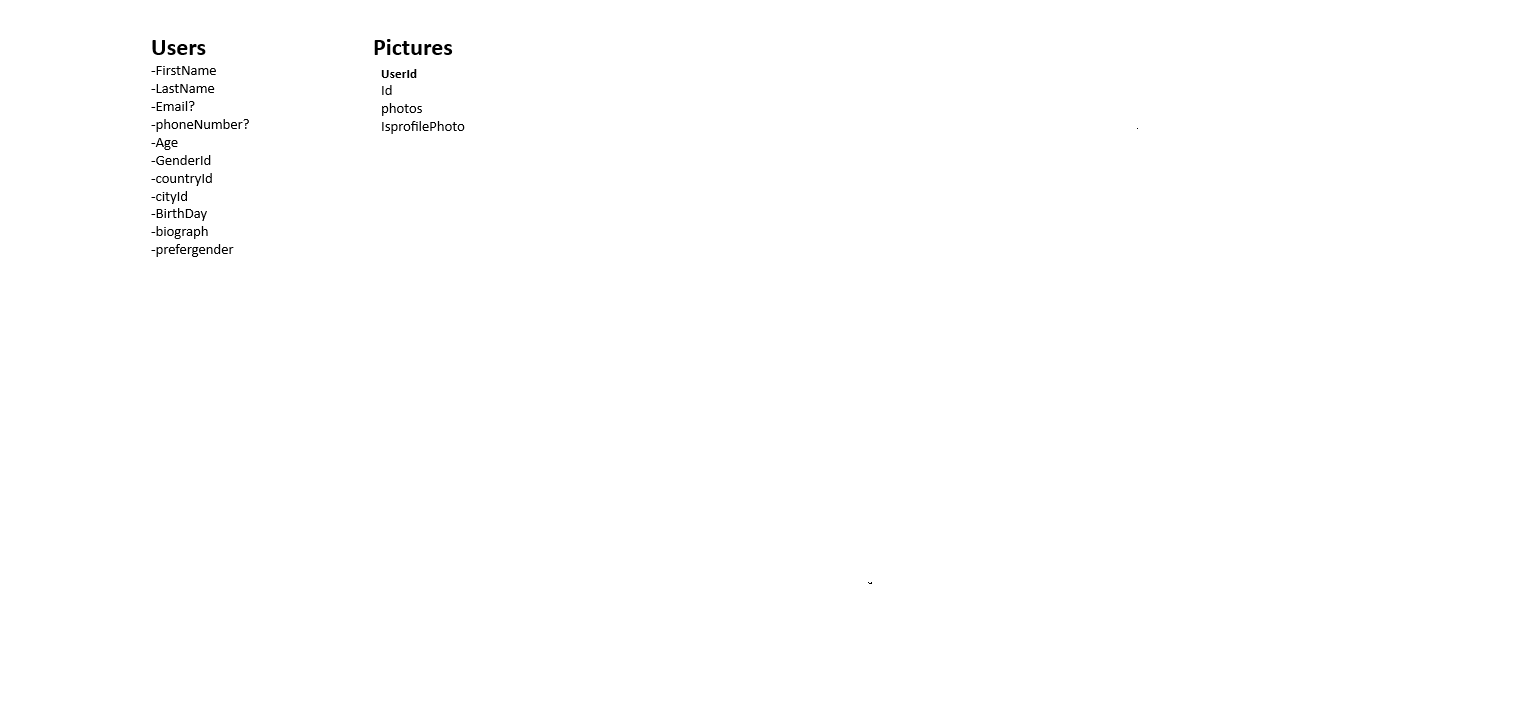 Users
-FirstName
-LastName
-Email?
-phoneNumber?
-Age
-GenderId
-countryId
-cityId
-BirthDay
-biograph
-prefergender
Pictures
UserId
Id
photos
IsprofilePhoto